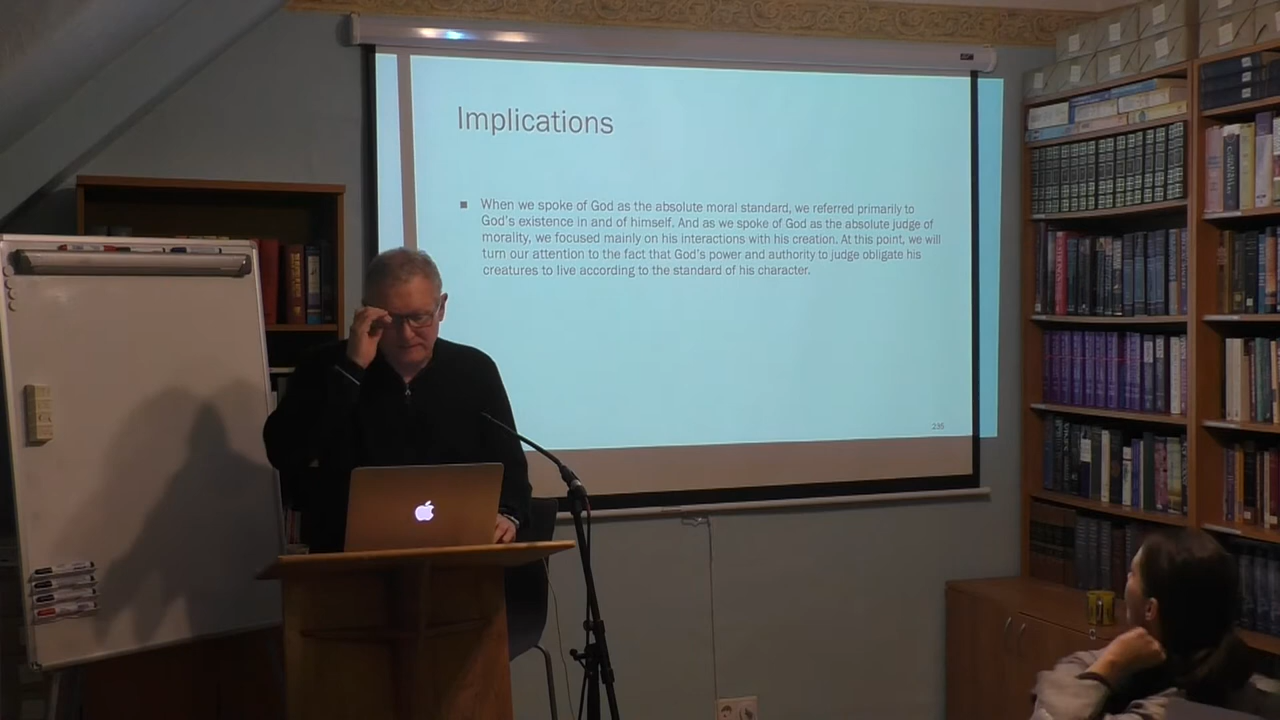 Implications
When we spoke of God as the absolute moral standard, we referred primarily to
God's existence in and of himself. And as we spoke of God as the absolute judge of
morality, we focused mainly on his interactions with his creation. At this point, we will
turn our attention to the fact that God's power and authority to judge obligate his
creatures to live according to the standard of his character.
235